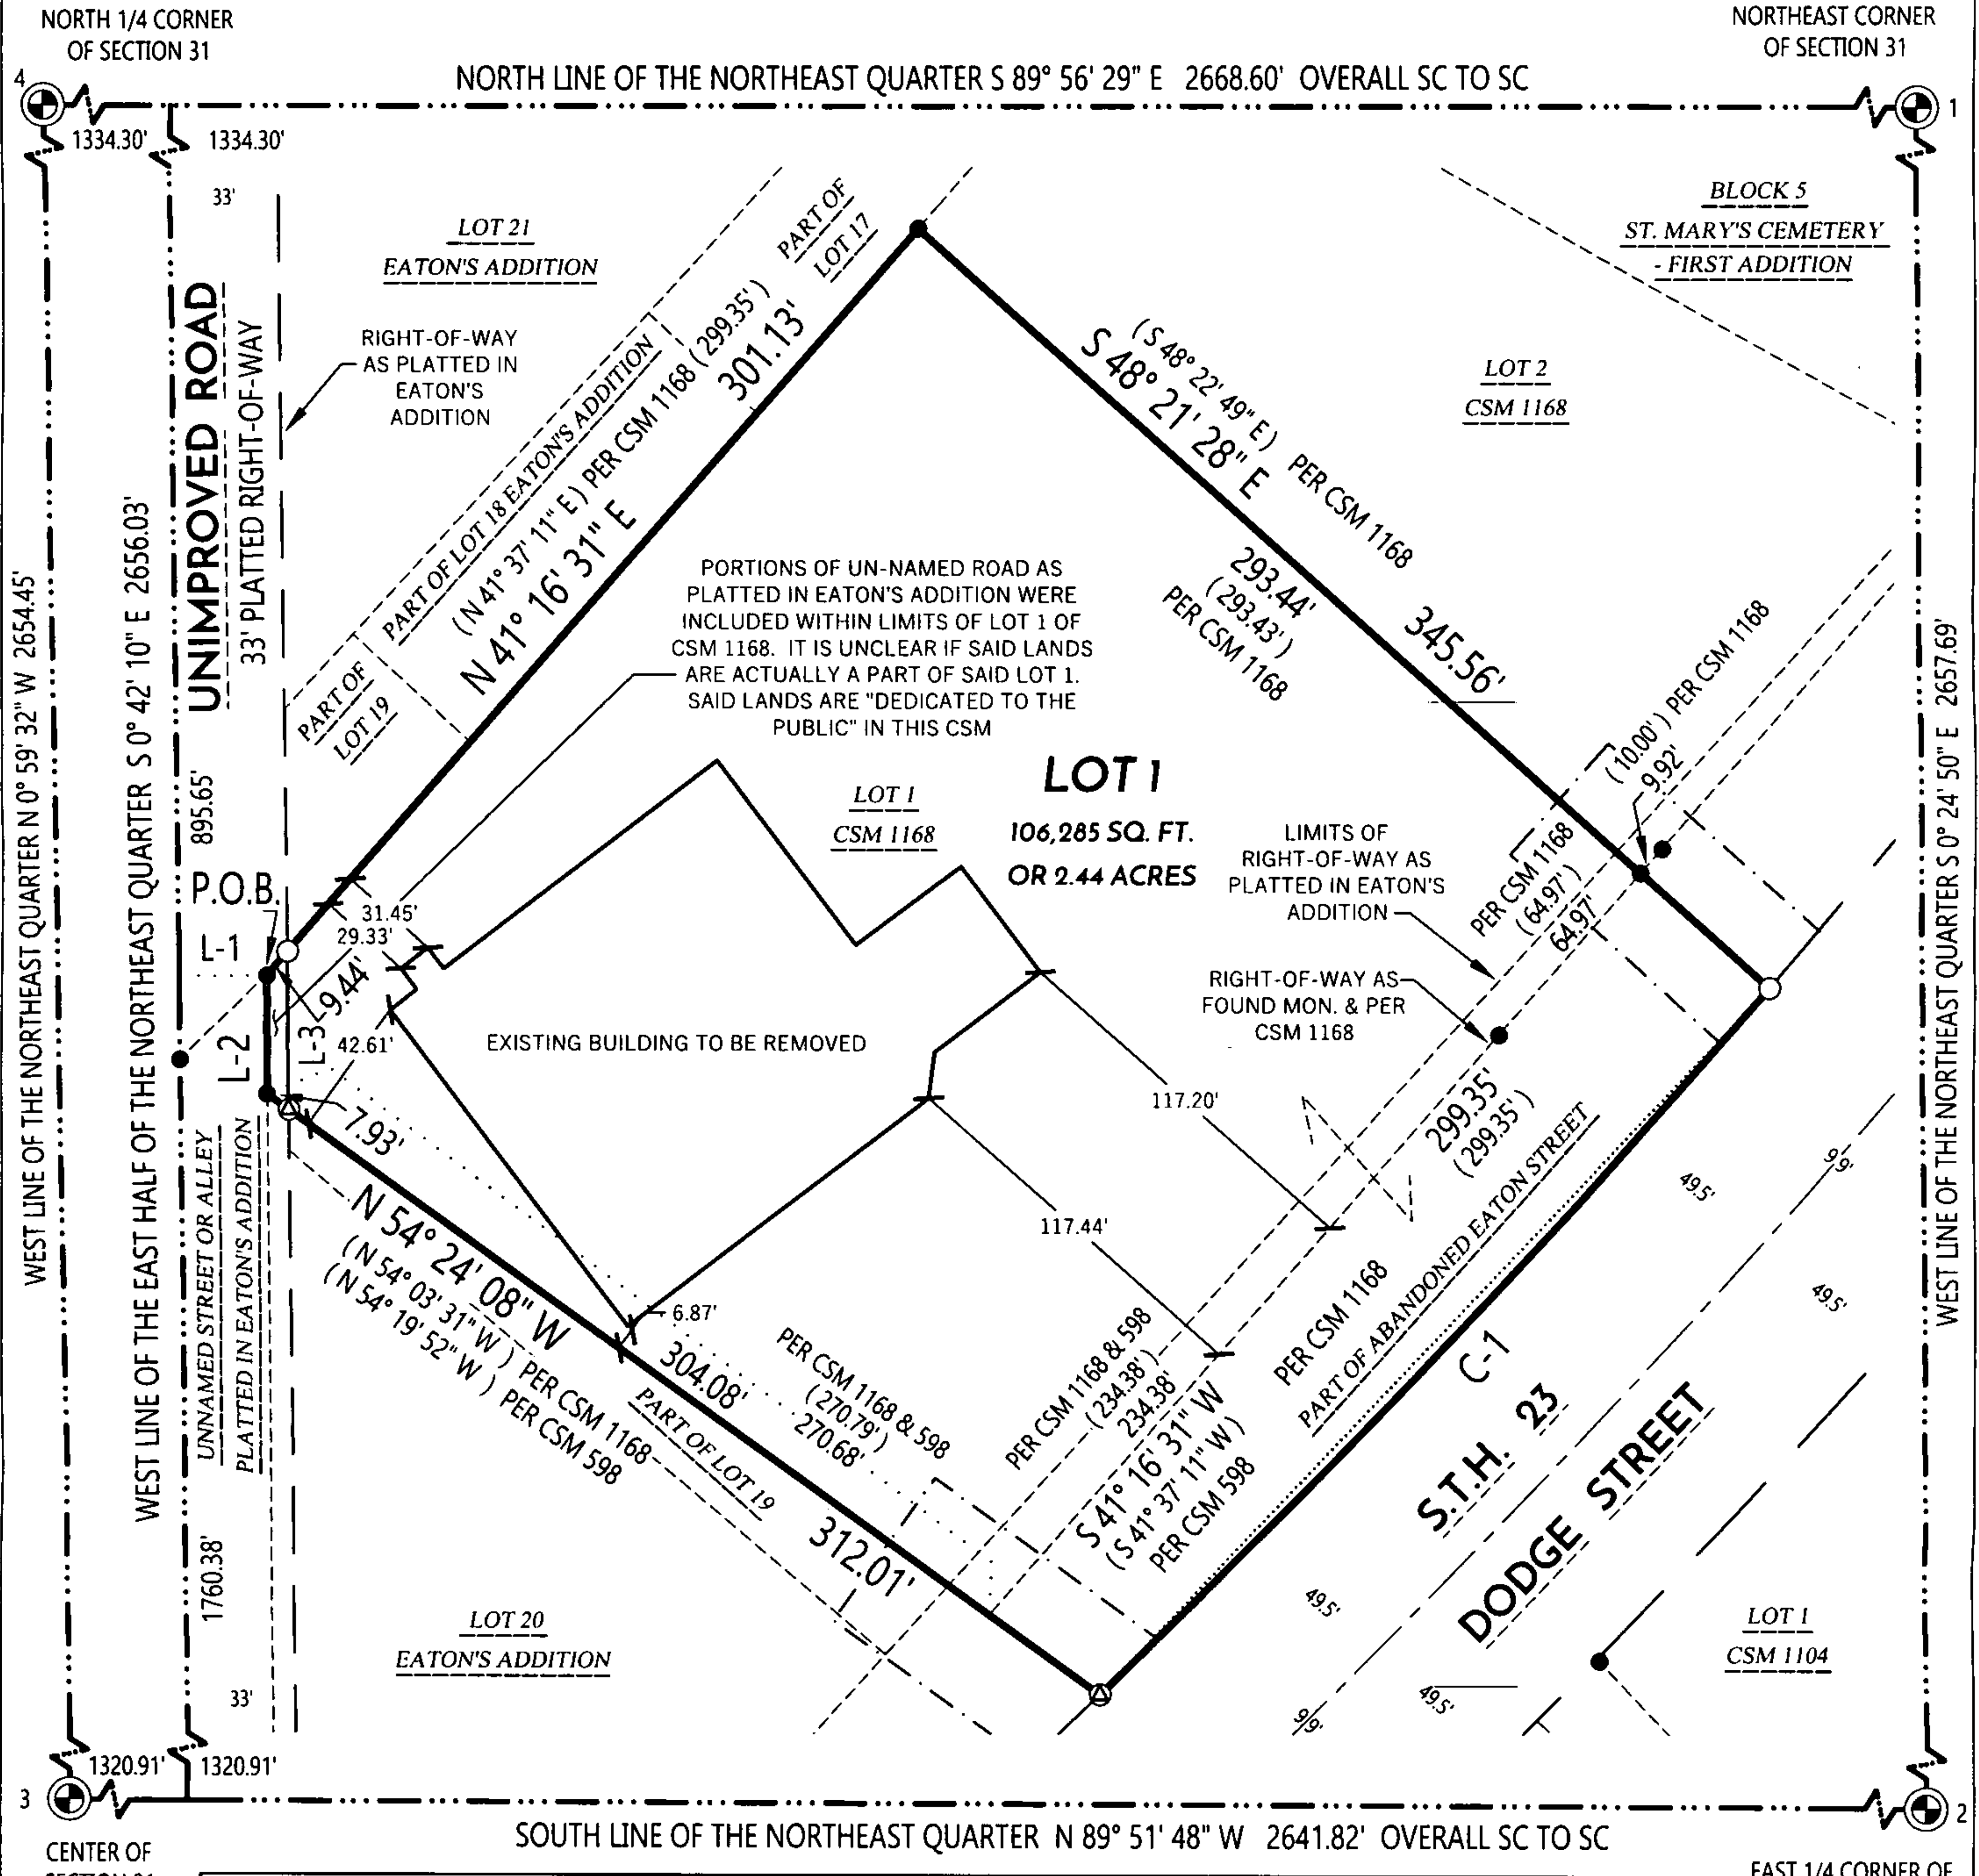 NORTH 1/4 CORNER
OF SECTION 31
NORTHEAST CORNER
OF SECTION 31
4
NORTH LINE OF THE NORTHEAST QUARTER S 89° 56' 29" E 2668.60' OVERALL SC TO SC
1
1334.30'
1334.30'
33'
LOT 21
EATON'S ADDITION
PART OF
LOT 17
BLOCK 5
ST. MARY'S CEMETERY
- FIRST ADDITION
UNIMPROVED ROAD
33' PLATTED RIGHT-OF-WAY
RIGHT-OF-WAY
AS PLATTED IN
EATON'S
ADDITION
PART OF LOT 18 EATON'S ADDITION
(N 41° 37' 11" E) PER CSM 1168 (299.35')
N 41° 16' 31" E
301.13'
(S 48° 22' 49" E) PER CSM 1168
S 48° 21' 28" E
345.56'
293.44'
(293.43')
PER CSM 1168
LOT 2
CSM 1168
WEST LINE OF THE NORTHEAST QUARTER N 0° 59' 32" W 2654.45'
WEST LINE OF THE EAST HALF OF THE NORTHEAST QUARTER S 0° 42' 10" E 2656.03'
WEST LINE OF THE NORTHEAST QUARTER S 0° 24' 50" E 2657.69'
PART OF
LOT 19
PORTIONS OF UN-NAMED ROAD AS
PLATTED IN EATON'S ADDITION WERE
INCLUDED WITHIN LIMITS OF LOT 1 OF
CSM 1168. IT IS UNCLEAR IF SAID LANDS
ARE ACTUALLY A PART OF SAID LOT 1.
SAID LANDS ARE "DEDICATED TO THE
PUBLIC" IN THIS CSM
LOT 1
106,285 SQ. FT.
OR 2.44 ACRES
LOT 1
CSM 1168
(10.00') PER CSM 1168
9.92'
PER CSM 1168
(64.97')
64.97'
LIMITS OF
RIGHT-OF-WAY AS
PLATTED IN EATON'S
ADDITION
RIGHT-OF-WAY AS
FOUND MON. & PER
CSM 1168
895.65'
P.O.B.
L-1
31.45'
29.33'
9.44'
L-3
L-2
42.61'
7.93'
EXISTING BUILDING TO BE REMOVED
117.20'
117.44'
299.35'
(299.35')
PER CSM 1168
PART OF ABANDONED EATON STREET
UNAMED STREET OR ALLEY
PLATTED IN EATON'S ADDITION
N 54° 24' 08" W
(N 54° 03' 31" W ) PER CSM 1168
(N 54° 19' 52" W ) PER CSM 598
6.87'
304.08'
PART OF LOT 19
312.01'
PER CSM 1168 & 598
(270.79')
270.68'
PER CSM 1168 & 598
(234.38')
234.38'
S 41° 16' 31" W
(S 41° 37' 11" W)
PER CSM 598
C-1
S.T.H. 23
DODGE STREET
49.5'
99'
49.5'
49.5'
49.5'
99'
LOT 1
CSM 1104
1760.38'
LOT 20
EATON'S ADDITION
33'
1320.91'
1320.91'
3
2
SOUTH LINE OF THE NORTHEAST QUARTER N 89° 51' 48" W 2641.82' OVERALL SC TO SC
CENTER OF
SECTION 31
EAST 1/4 CORNER OF